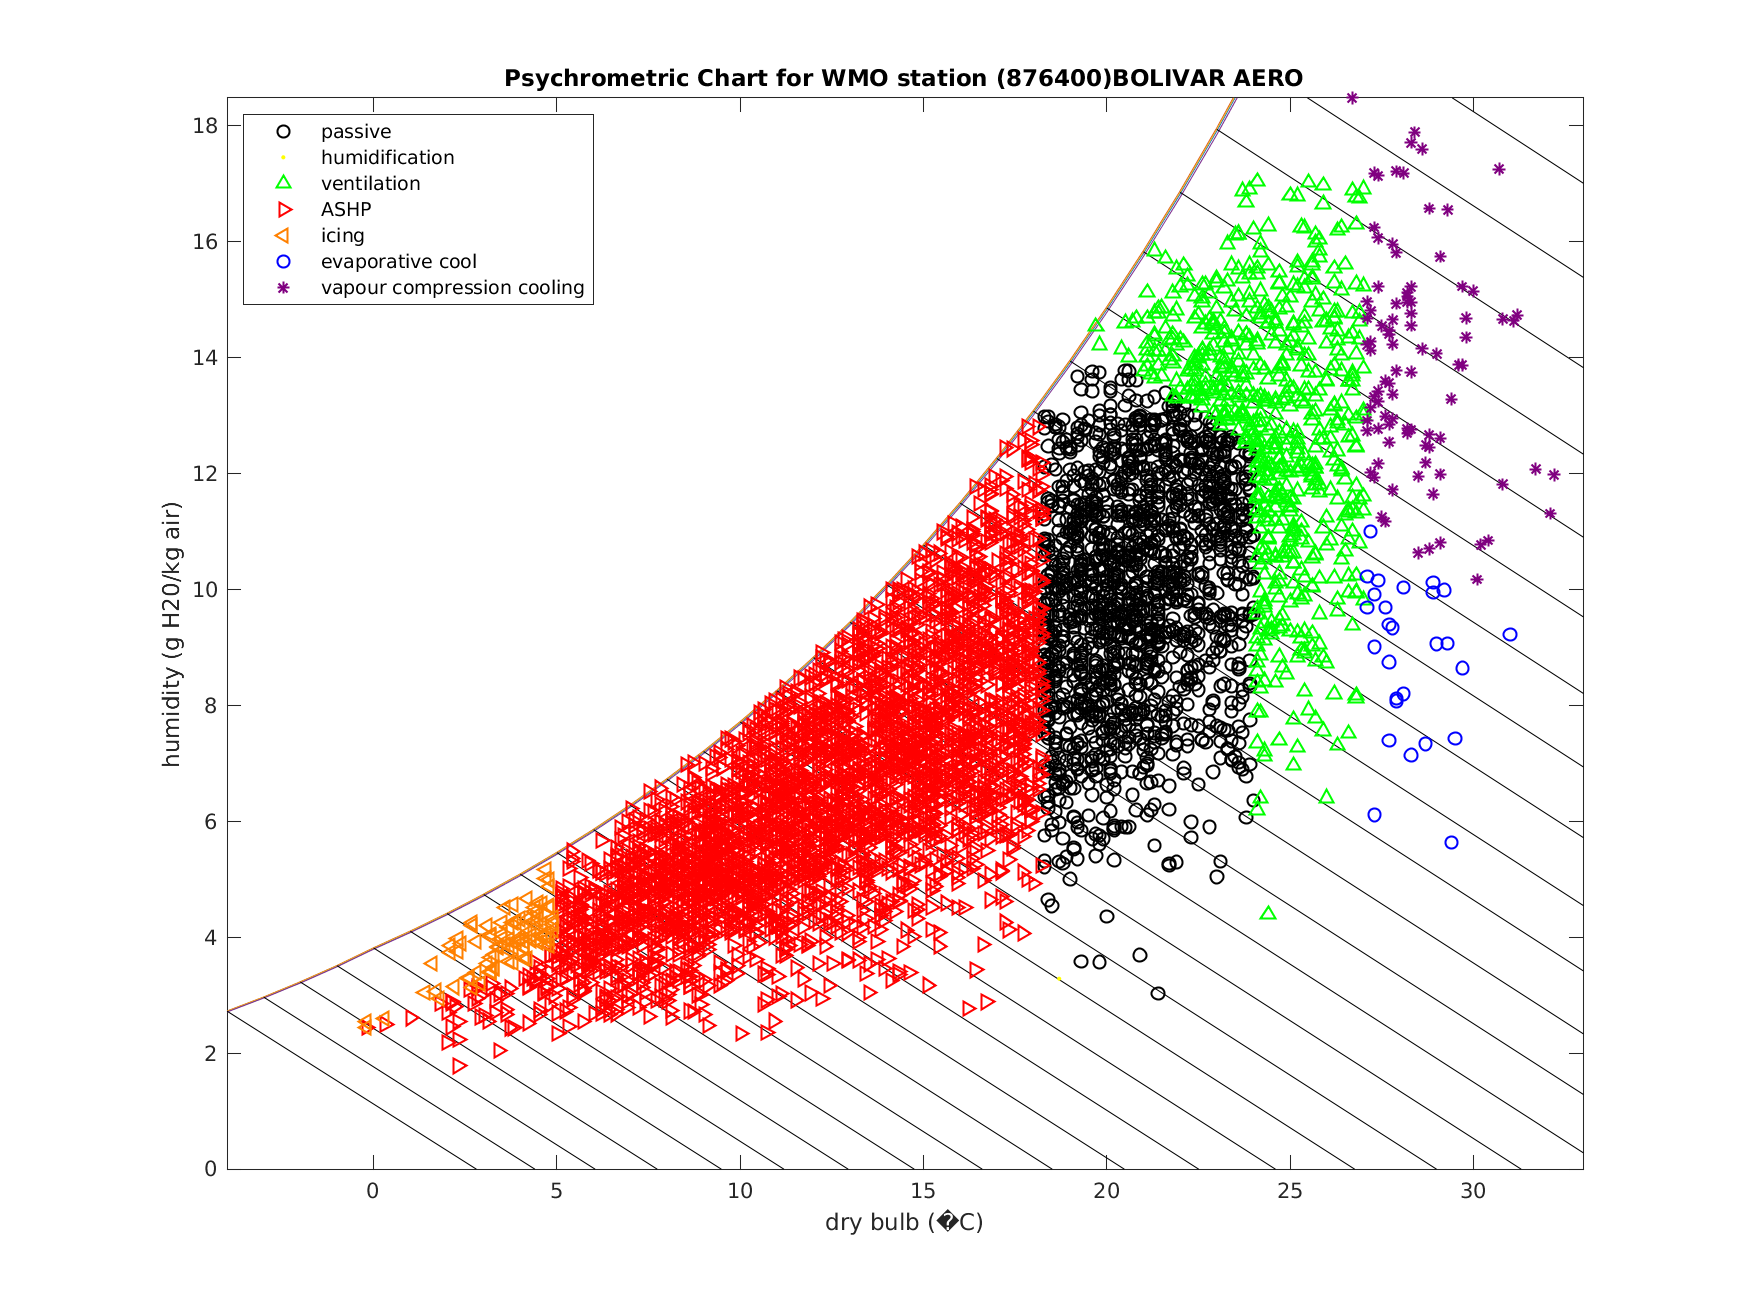 Psychrometric Chart for WMO station (876400)BOLIVAR AERO
passive
humidification
ventilation
ASHP
icing
evaporative cool
vapour compression cooling
humidity (g H20/kg air)
18
16
14
12
10
8
6
4
2
0
0 5 10 15 20 25 30
dry bulb (�C)